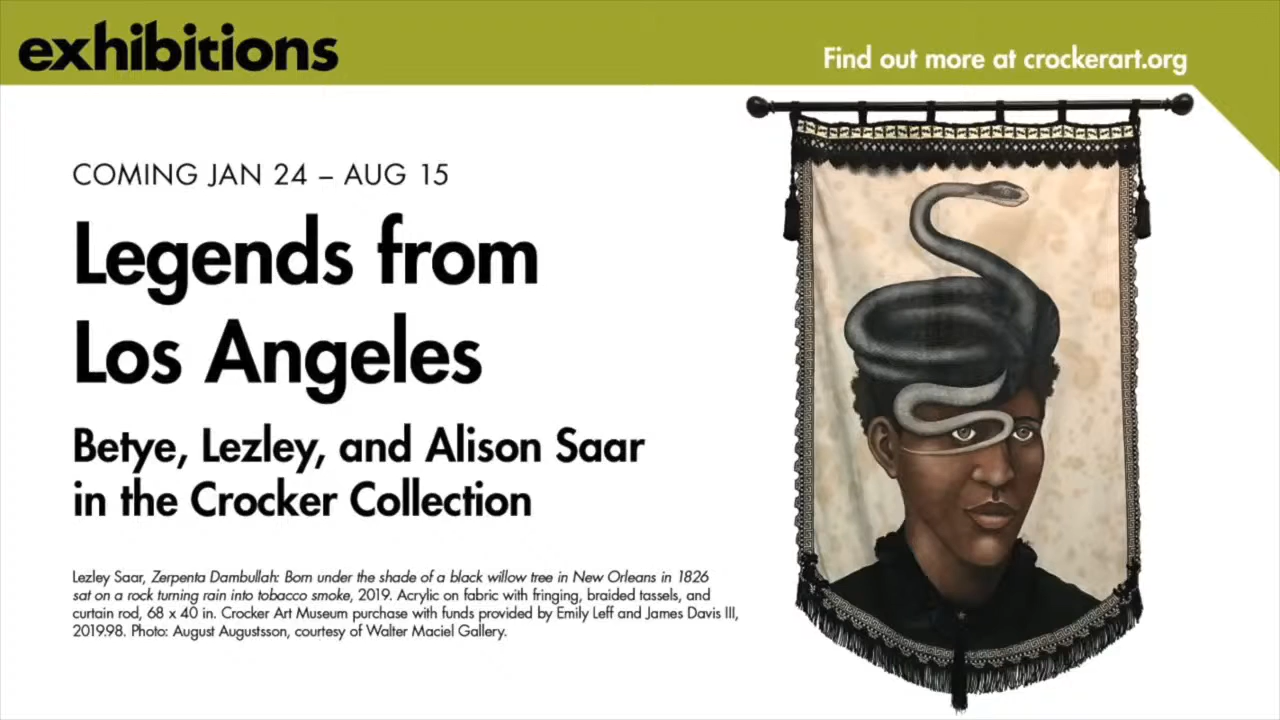 exhibitions
Find out more at crockerart.org
COMING JAN 24 – AUG 15
Legends from
Los Angeles
Betye, Lezley, and Alison Saar
in the Crocker Collection
Lezley Saar, Zerpenta Dambullah: Born under the shade of a black willow tree in New Orleans in 1826
sat on a rock turning rain into tobacco smoke, 2019. Acrylic on fabric with fringing, braided tassels, and
curtain rod, 68 x 40 in. Crocker Art Museum purchase with funds provided by Emily Leff and James Davis III,
2019.98. Photo: August Augustsson, courtesy of Walter Maciel Gallery.